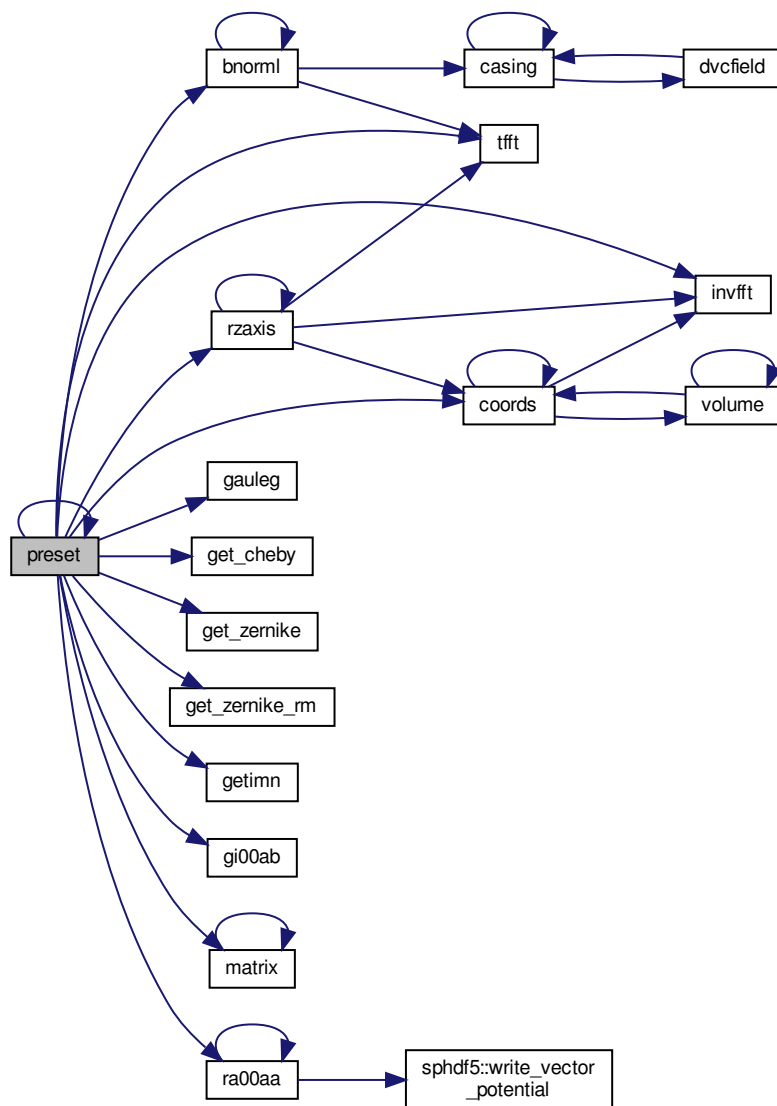 bnorml
casing
dvcfield
tfft
invfft
rzaxis
coords
volume
gauleg
preset
get_cheby
get_zernike
get_zernike_rm
getimn
gi00ab
matrix
ra00aa
sphdf5::write_vector
_potential